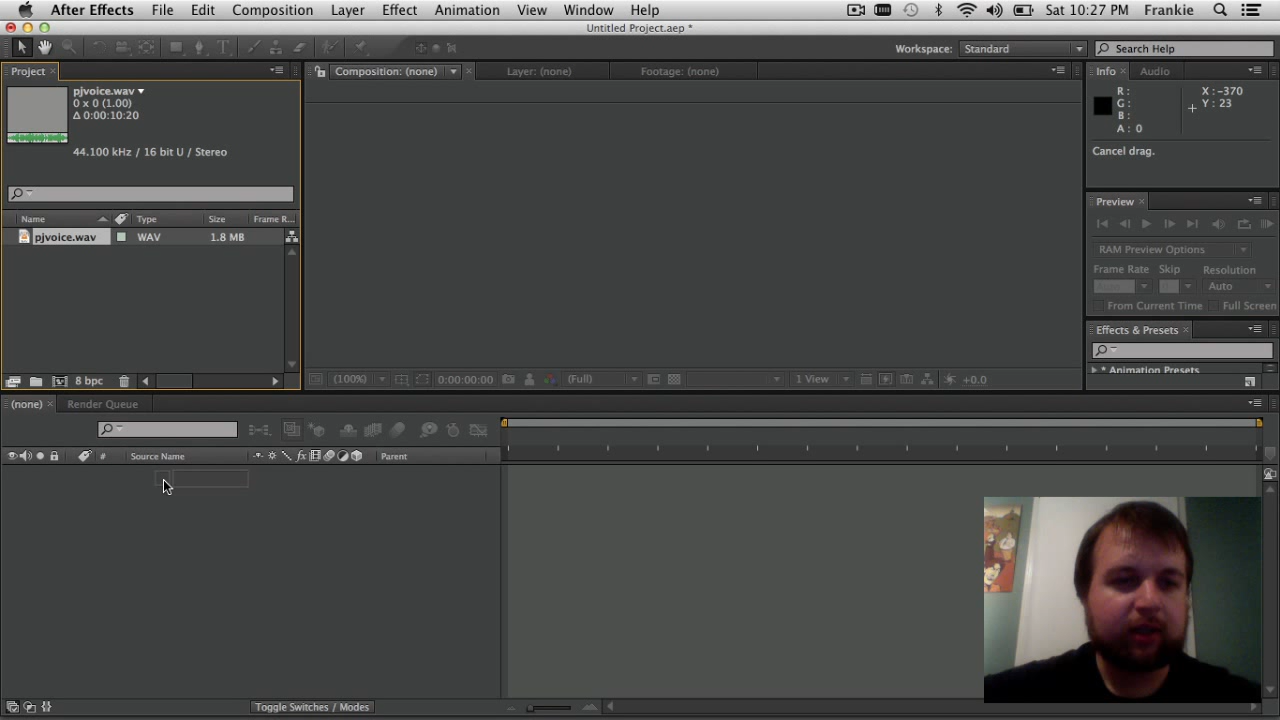 After Effects File Edit Composition Layer Effect Animation View Window Help Sat 10:27 PM Frankie
Untitled Project.aep *
Workspace: Standard Search Help
Project
pjvoice.wav
0 x 0 (1.00)
Δ 0:00:10:20
44.100 kHz / 16 bit U / Stereo
Name Type Size Frame R...
pjvoice.wav WAV 1.8 MB
8 bpc
Composition: (none) Layer: (none) Footage: (none)
(100%) 0:00:00:00 (Full) 1 View +0.0
Info Audio
R : X : -370
G : Y : 23
B :
A : 0
Cancel drag.
Preview
RAM Preview Options
Frame Rate Skip Resolution
Auto
From Current Time Full Screen
Effects & Presets
* Animation Presets
(none) Render Queue
# Source Name fx Parent
Toggle Switches / Modes